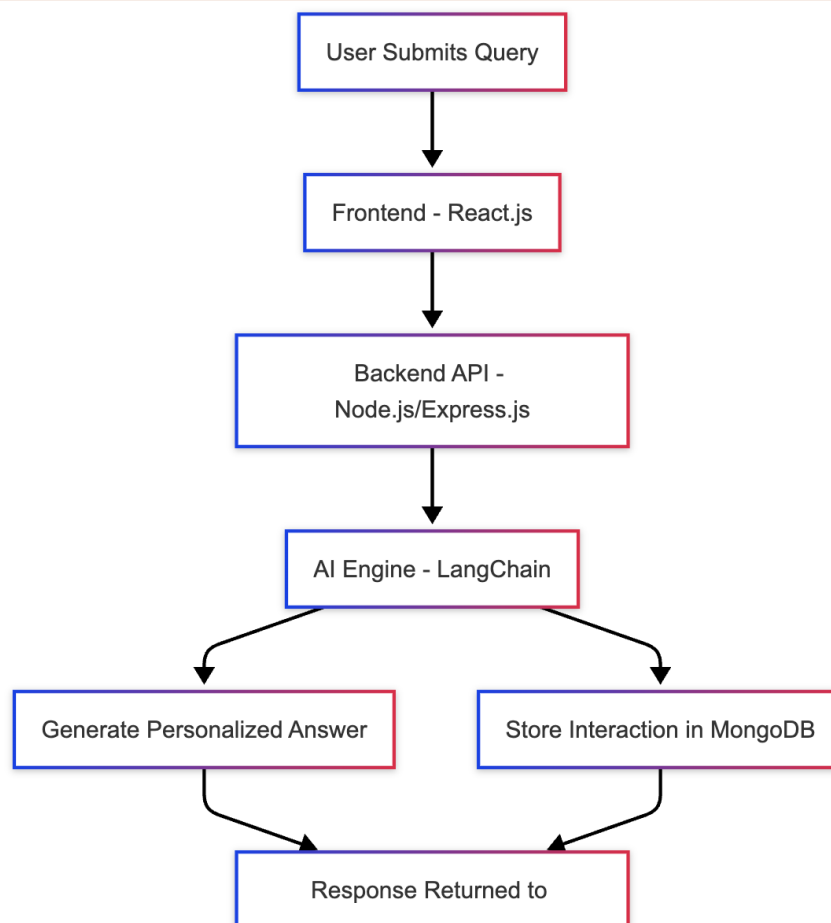 User Submits Query
Frontend - React.js
Backend API -
Node.js/Express.js
AI Engine - LangChain
Generate Personalized Answer
Store Interaction in MongoDB
Response Returned to